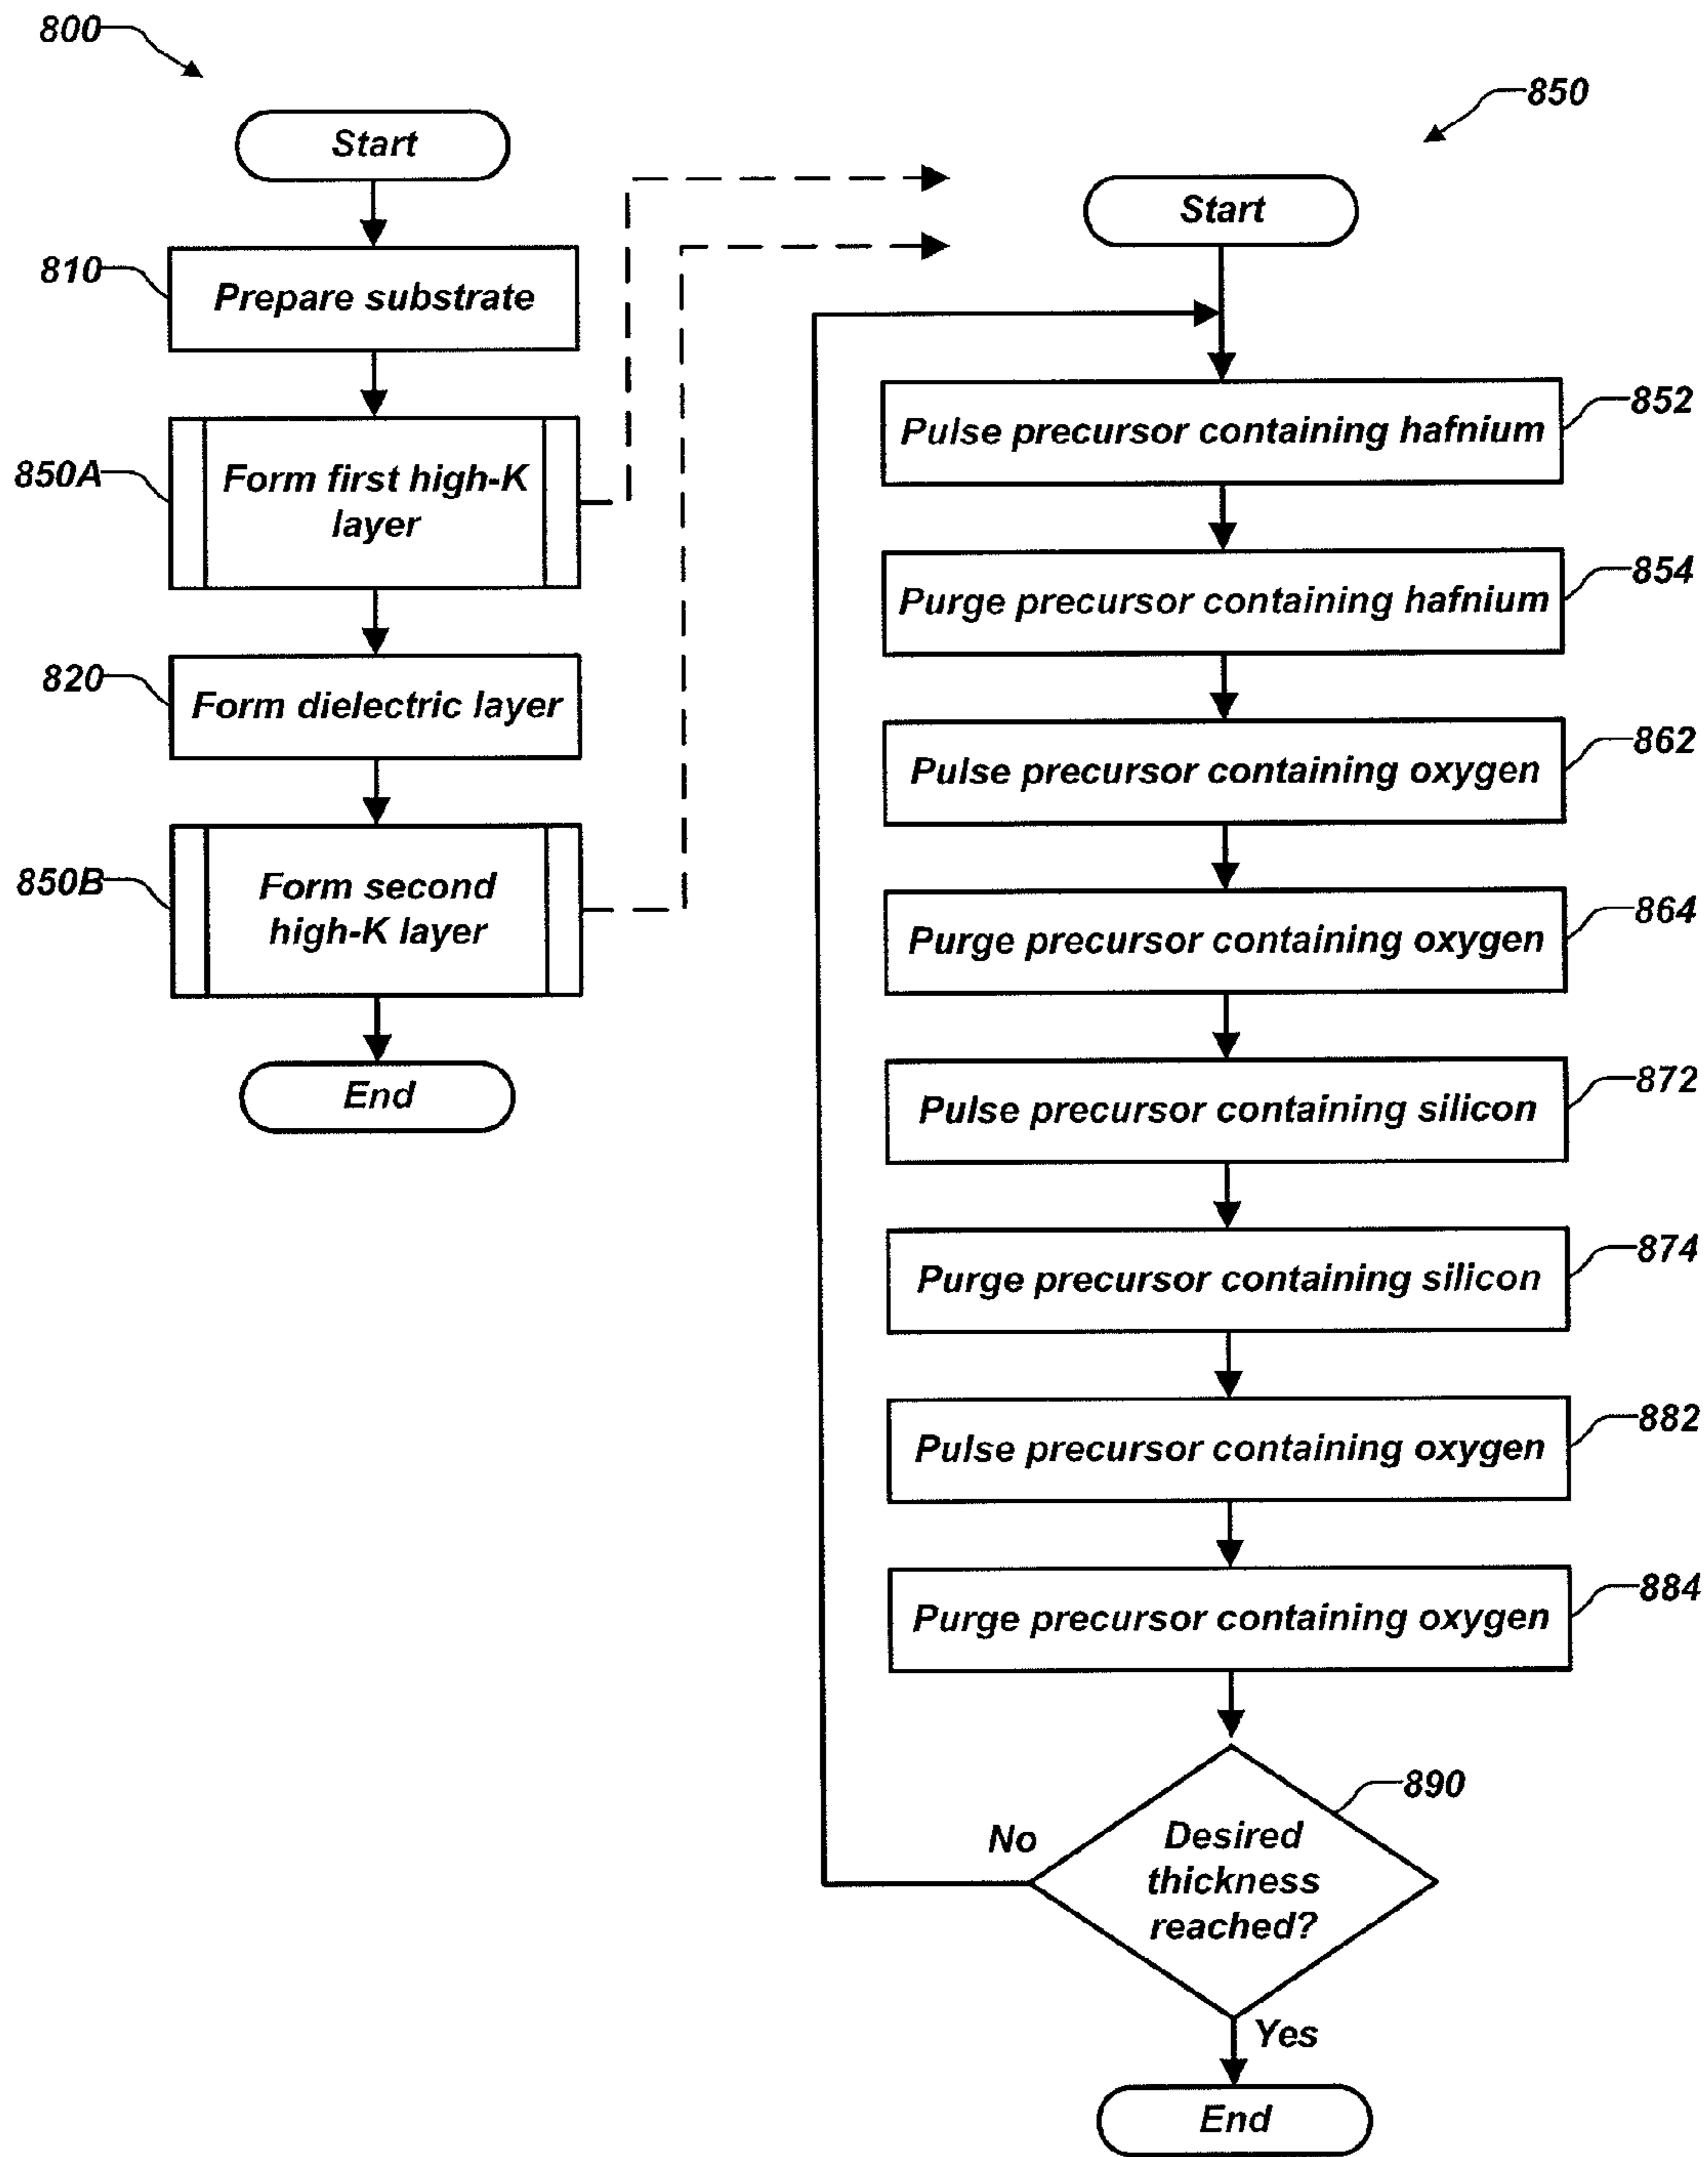 800
Start
810
Prepare substrate
850A
Form first high-K
layer
820
Form dielectric layer
850B
Form second
high-K layer
End
850
Start
852
Pulse precursor containing hafnium
854
Purge precursor containing hafnium
862
Pulse precursor containing oxygen
864
Purge precursor containing oxygen
872
Pulse precursor containing silicon
874
Purge precursor containing silicon
882
Pulse precursor containing oxygen
884
Purge precursor containing oxygen
890
Desired
thickness
reached?
No
Yes
End